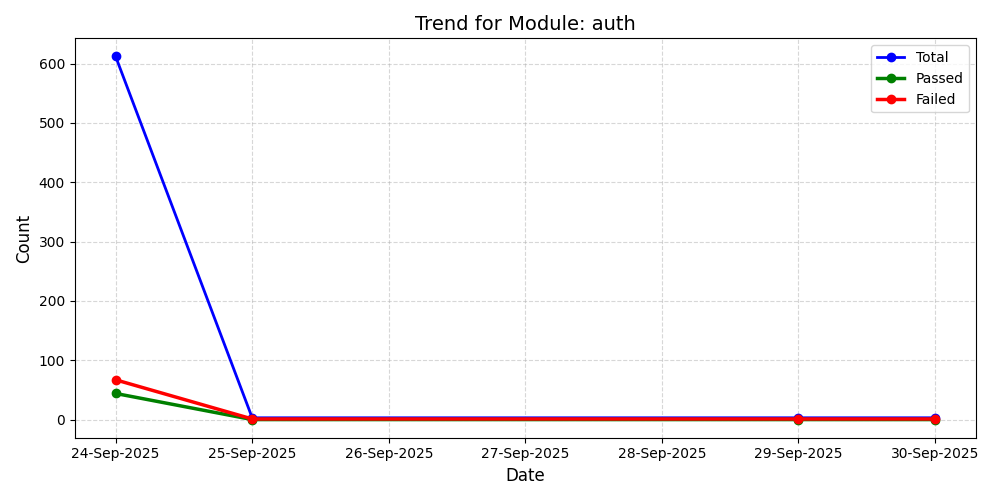 Trend for Module: auth
Total
Passed
Failed
Count
600
500
400
300
200
100
0
24-Sep-2025 25-Sep-2025 26-Sep-2025 27-Sep-2025 28-Sep-2025 29-Sep-2025 30-Sep-2025
Date